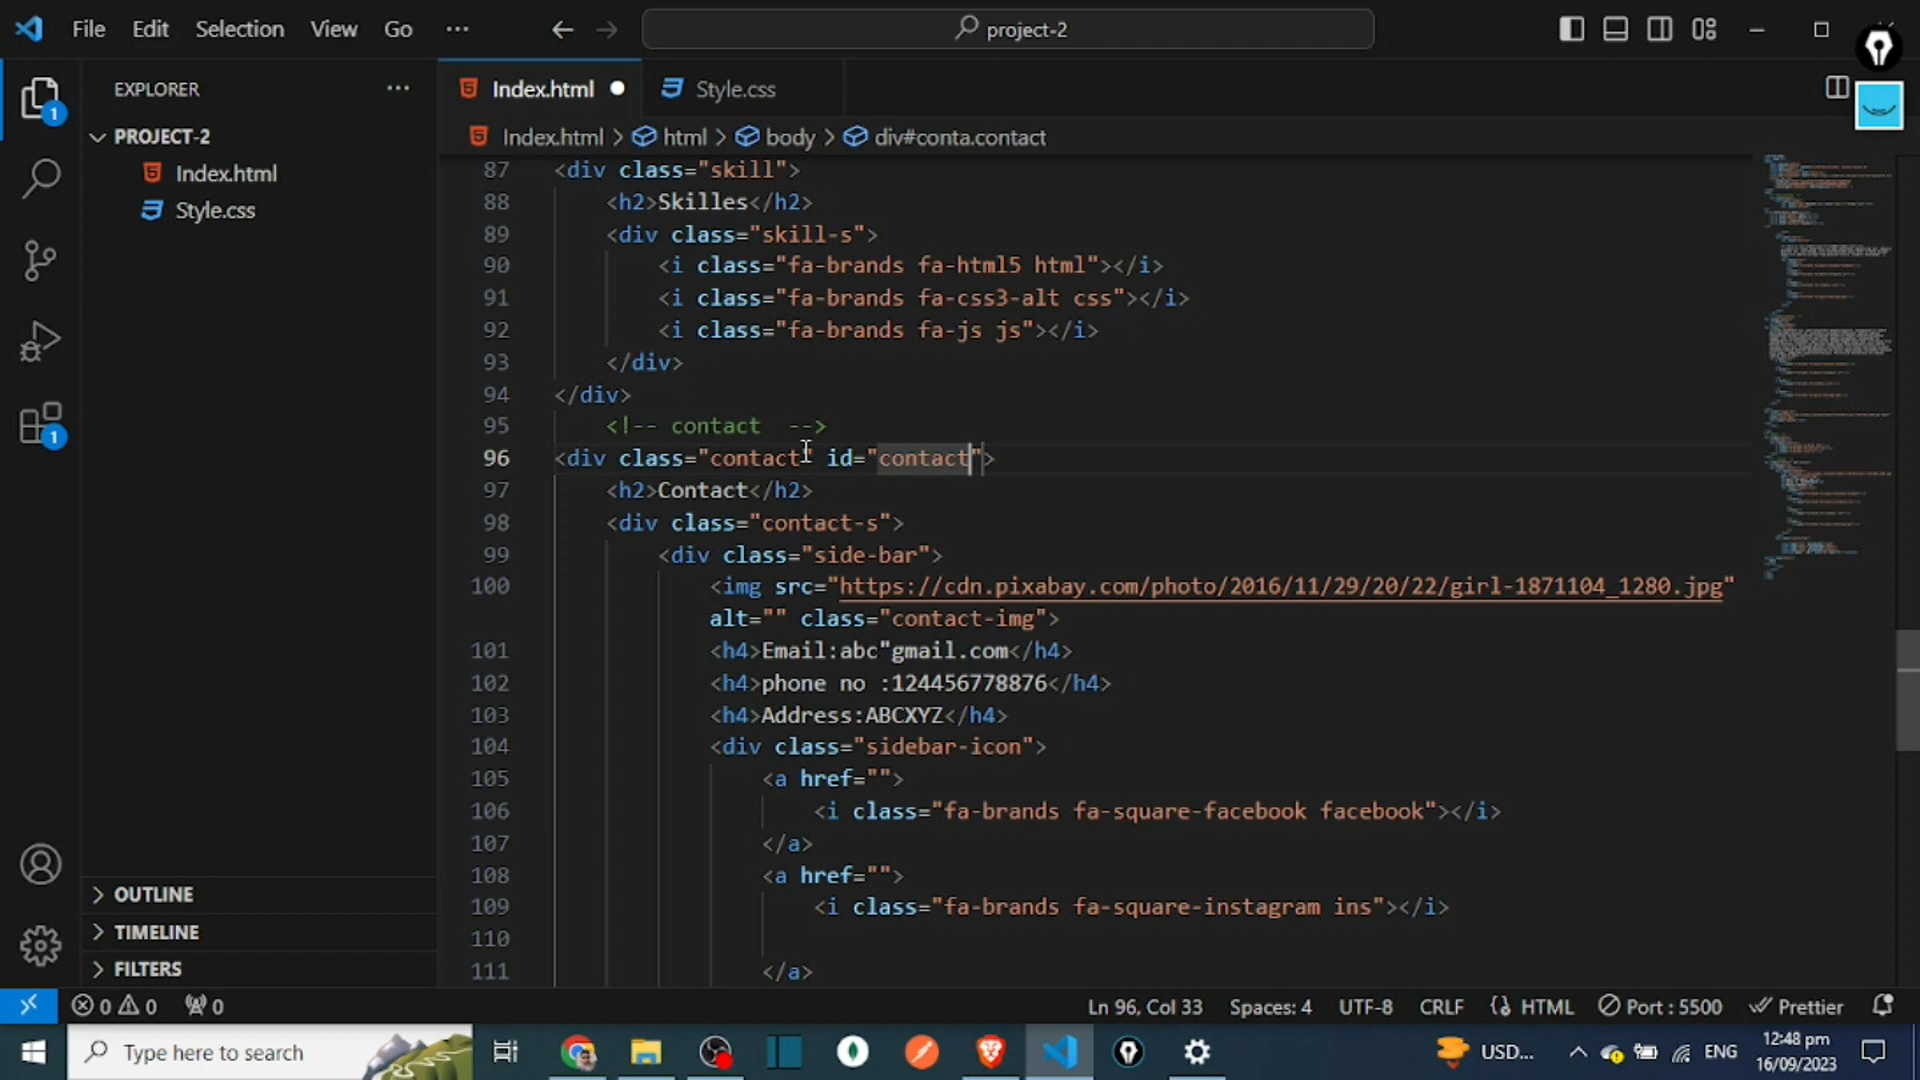 File Edit Selection View Go ··· project-2
EXPLORER ···
PROJECT-2
Index.html
Style.css
OUTLINE
TIMELINE
FILTERS
1
1
Index.html Style.css
Index.html > html > body > div#conta.contact
87 <div class="skill">
88 <h2>Skilles</h2>
89 <div class="skill-s">
90 <i class="fa-brands fa-html5 html"></i>
91 <i class="fa-brands fa-css3-alt css"></i>
92 <i class="fa-brands fa-js js"></i>
93 </div>
94 </div>
95 <!-- contact  -->
96 <div class="contact" id="contact">
97 <h2>Contact</h2>
98 <div class="contact-s">
99 <div class="side-bar">
100 <img src="https://cdn.pixabay.com/photo/2016/11/29/20/22/girl-1871104_1280.jpg"
alt="" class="contact-img">
101 <h4>Email:abc"gmail.com</h4>
102 <h4>phone no :124456778876</h4>
103 <h4>Address:ABCXYZ</h4>
104 <div class="sidebar-icon">
105 <a href="">
106 <i class="fa-brands fa-square-facebook facebook"></i>
107 </a>
108 <a href="">
109 <i class="fa-brands fa-square-instagram ins"></i>
110
111 </a>
0 0 0 Ln 96, Col 33 Spaces: 4 UTF-8 CRLF HTML Port : 5500 Prettier
Type here to search USD... ENG 12:48 pm
16/09/2023